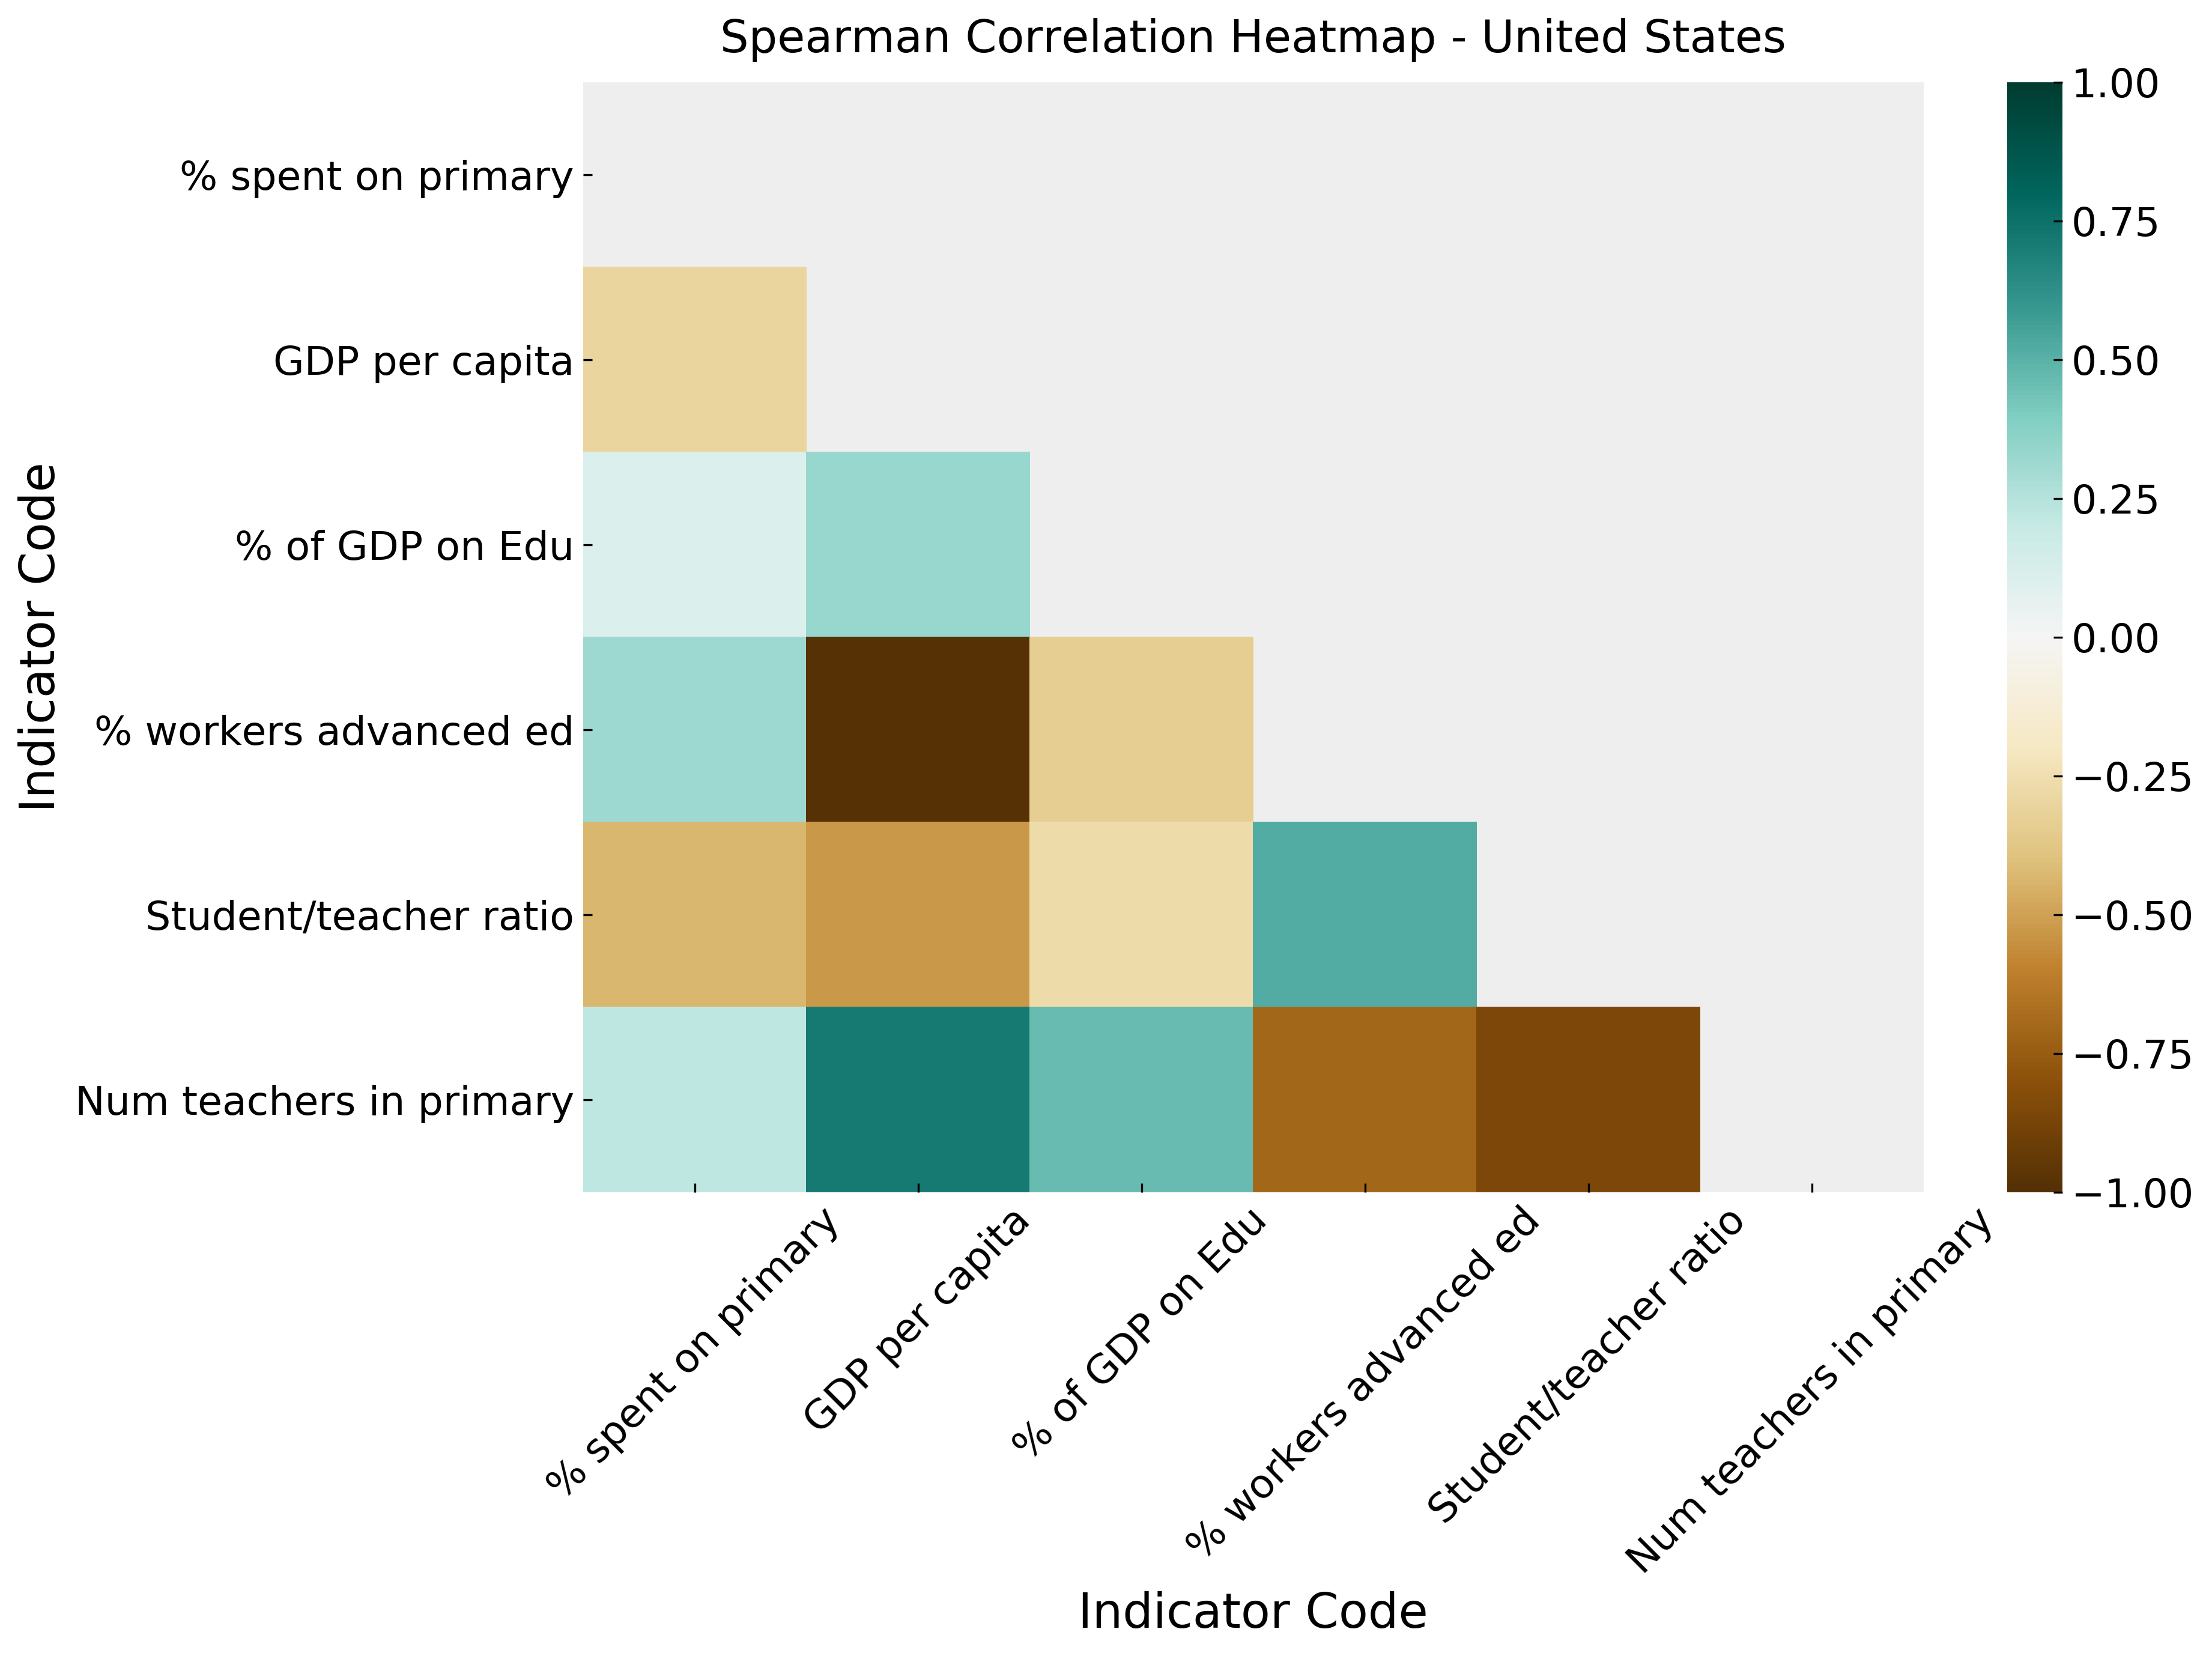 Spearman Correlation Heatmap - United States
% spent on primary
GDP per capita
% of GDP on Edu
% workers advanced ed
Student/teacher ratio
Num teachers in primary
Indicator Code
% spent on primary
GDP per capita
% of GDP on Edu
% workers advanced ed
Student/teacher ratio
Num teachers in primary
Indicator Code
1.00
0.75
0.50
0.25
0.00
−0.25
−0.50
−0.75
−1.00